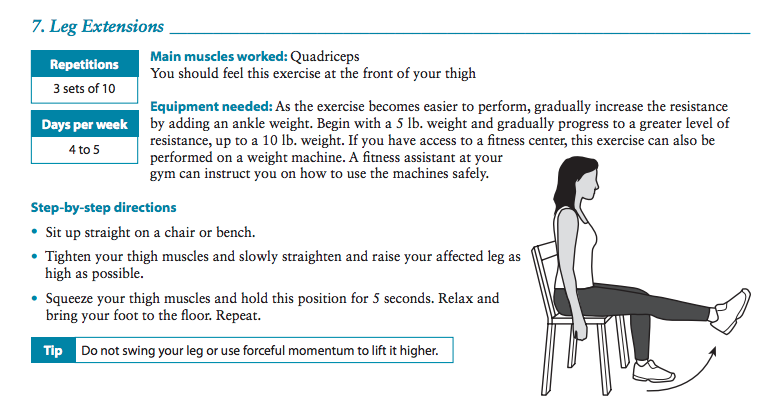 7. Leg Extensions
Repetitions
3 sets of 10
Days per week
4 to 5
Main muscles worked: Quadriceps
You should feel this exercise at the front of your thigh
Equipment needed: As the exercise becomes easier to perform, gradually increase the resistance
by adding an ankle weight. Begin with a 5 lb. weight and gradually progress to a greater level of
resistance, up to a 10 lb. weight. If you have access to a fitness center, this exercise can also be
performed on a weight machine. A fitness assistant at your
gym can instruct you on how to use the machines safely.
Step-by-step directions
• Sit up straight on a chair or bench.
• Tighten your thigh muscles and slowly straighten and raise your affected leg as
high as possible.
• Squeeze your thigh muscles and hold this position for 5 seconds. Relax and
bring your foot to the floor. Repeat.
Tip Do not swing your leg or use forceful momentum to lift it higher.